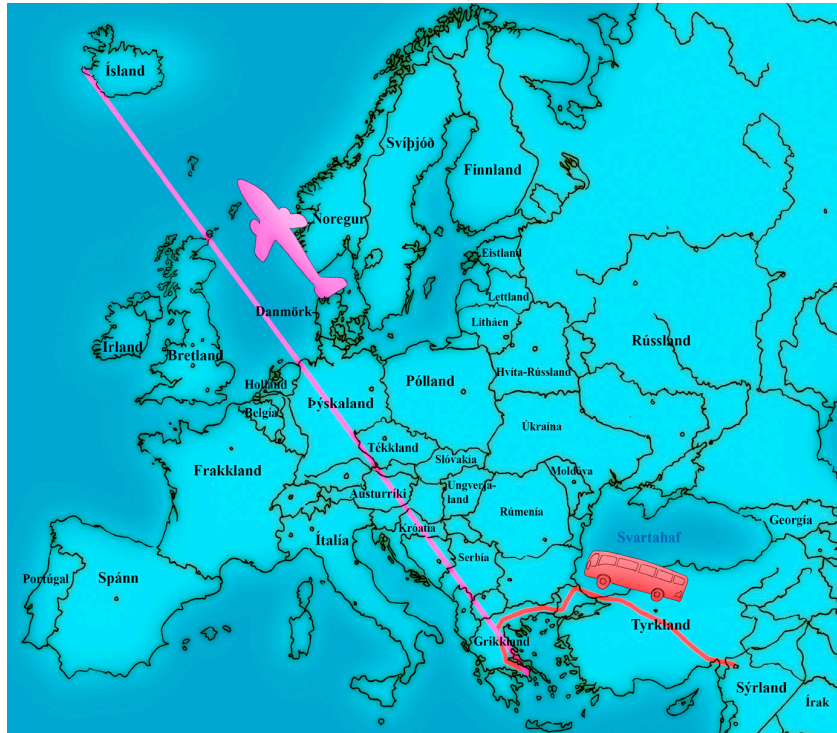 Ísland
Svíþjóð
Finnland
Noregur
Eistland
Lettland
Danmörk
Litháen
Rússland
Írland
Bretland
Hvíta-Rússland
Pólland
Holland
Þýskaland
Belgía
Úkraína
Tékkland
Slóvakía
Frakkland
Moldóva
Ungverja-
land
Austurríki
Rúmenía
Georgía
Króatía
Svartahaf
Ítalía
Serbía
Portúgal
Spánn
Tyrkland
Grikkland
Sýrland
Írak